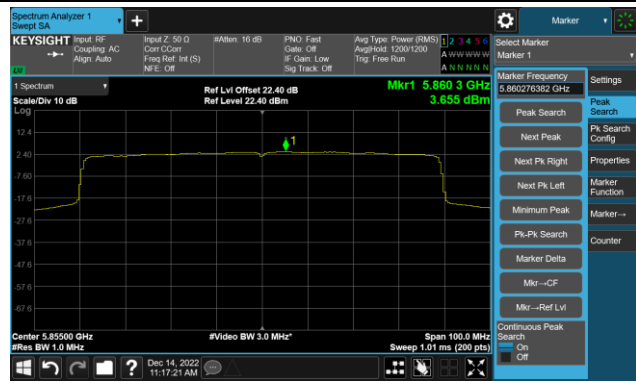 Spectrum Analyzer 1
Swept SA
+
Marker
KEYSIGHT
Input: RF
Coupling: AC
Align: Auto
Input Z: 50 Ω
Corr CCorr
Freq Ref: Int (S)
NFE: Off
#Atten: 16 dB
PNO: Fast
Gate: Off
IF Gain: Low
Sig Track: Off
Avg Type: Power (RMS)
Avg|Hold: 1200/1200
Trig: Free Run
1 2 3 4 5 6
A W W W W W
A N N N N N
LXI
Select Marker
Marker 1
1 Spectrum
Scale/Div 10 dB
Ref Lvl Offset 22.40 dB
Ref Level 22.40 dBm
Mkr1 5.860 3 GHz
3.655 dBm
Log
12.4
2.40
-7.60
-17.6
-27.6
-37.6
-47.6
-57.6
-67.6
1
Center 5.85500 GHz
#Res BW 1.0 MHz
#Video BW 3.0 MHz*
Span 100.0 MHz
Sweep 1.01 ms (200 pts)
Marker Frequency
5.860276382 GHz
Peak Search
Next Peak
Next Pk Right
Next Pk Left
Minimum Peak
Pk-Pk Search
Marker Delta
Mkr→CF
Mkr→Ref Lvl
Continuous Peak
Search
On
Off
Settings
Peak
Search
Pk Search
Config
Properties
Marker
Function
Marker→
Counter
?
Dec 14, 2022
11:17:21 AM